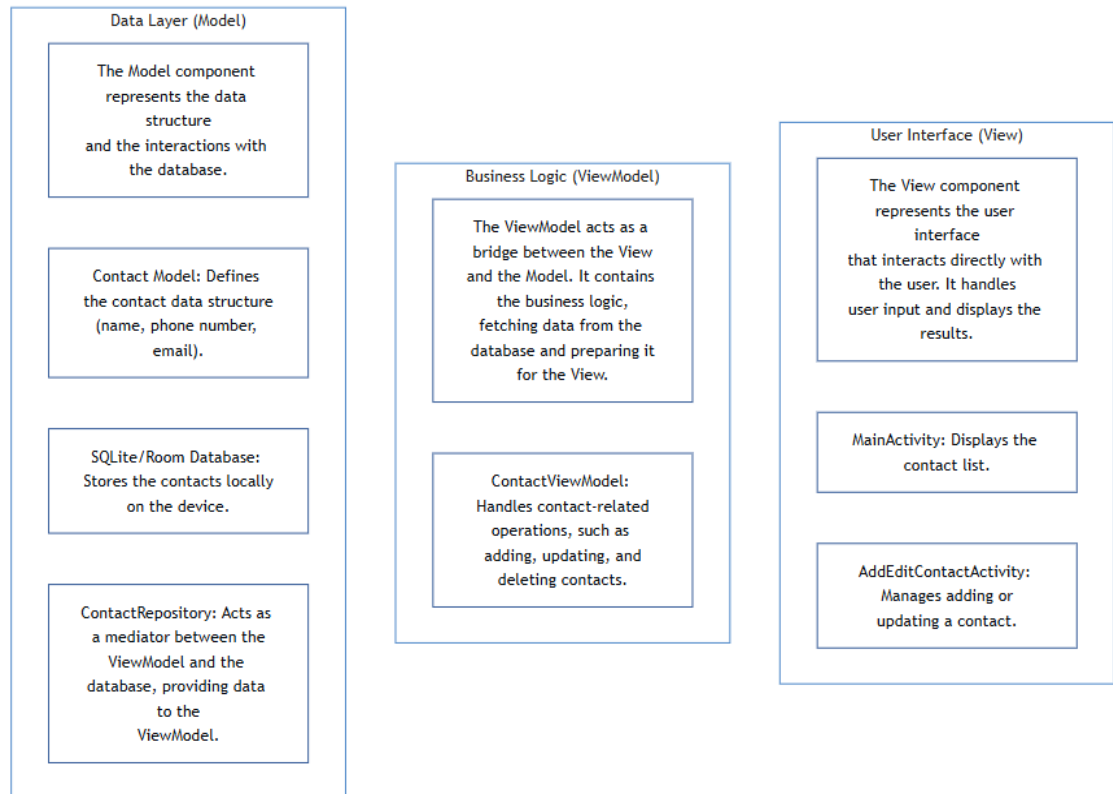 Data Layer (Model)
The Model component
represents the data
structure
and the interactions with
the database.
Contact Model: Defines
the contact data structure
(name, phone number,
email).
SQLite/Room Database:
Stores the contacts locally
on the device.
ContactRepository: Acts as
a mediator between the
ViewModel and the
database, providing data
to the
ViewModel.
Business Logic (ViewModel)
The ViewModel acts as a
bridge between the View
and the Model. It contains
the business logic,
fetching data from the
database and preparing it
for the View.
ContactViewModel:
Handles contact-related
operations, such as
adding, updating, and
deleting contacts.
User Interface (View)
The View component
represents the user
interface
that interacts directly with
the user. It handles
user input and displays the
results.
MainActivity: Displays the
contact list.
AddEditContactActivity:
Manages adding or
updating a contact.